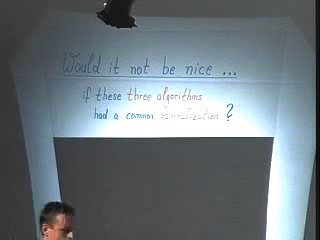 Would it not be nice ...
if these three algorithms
had a common generalization ?